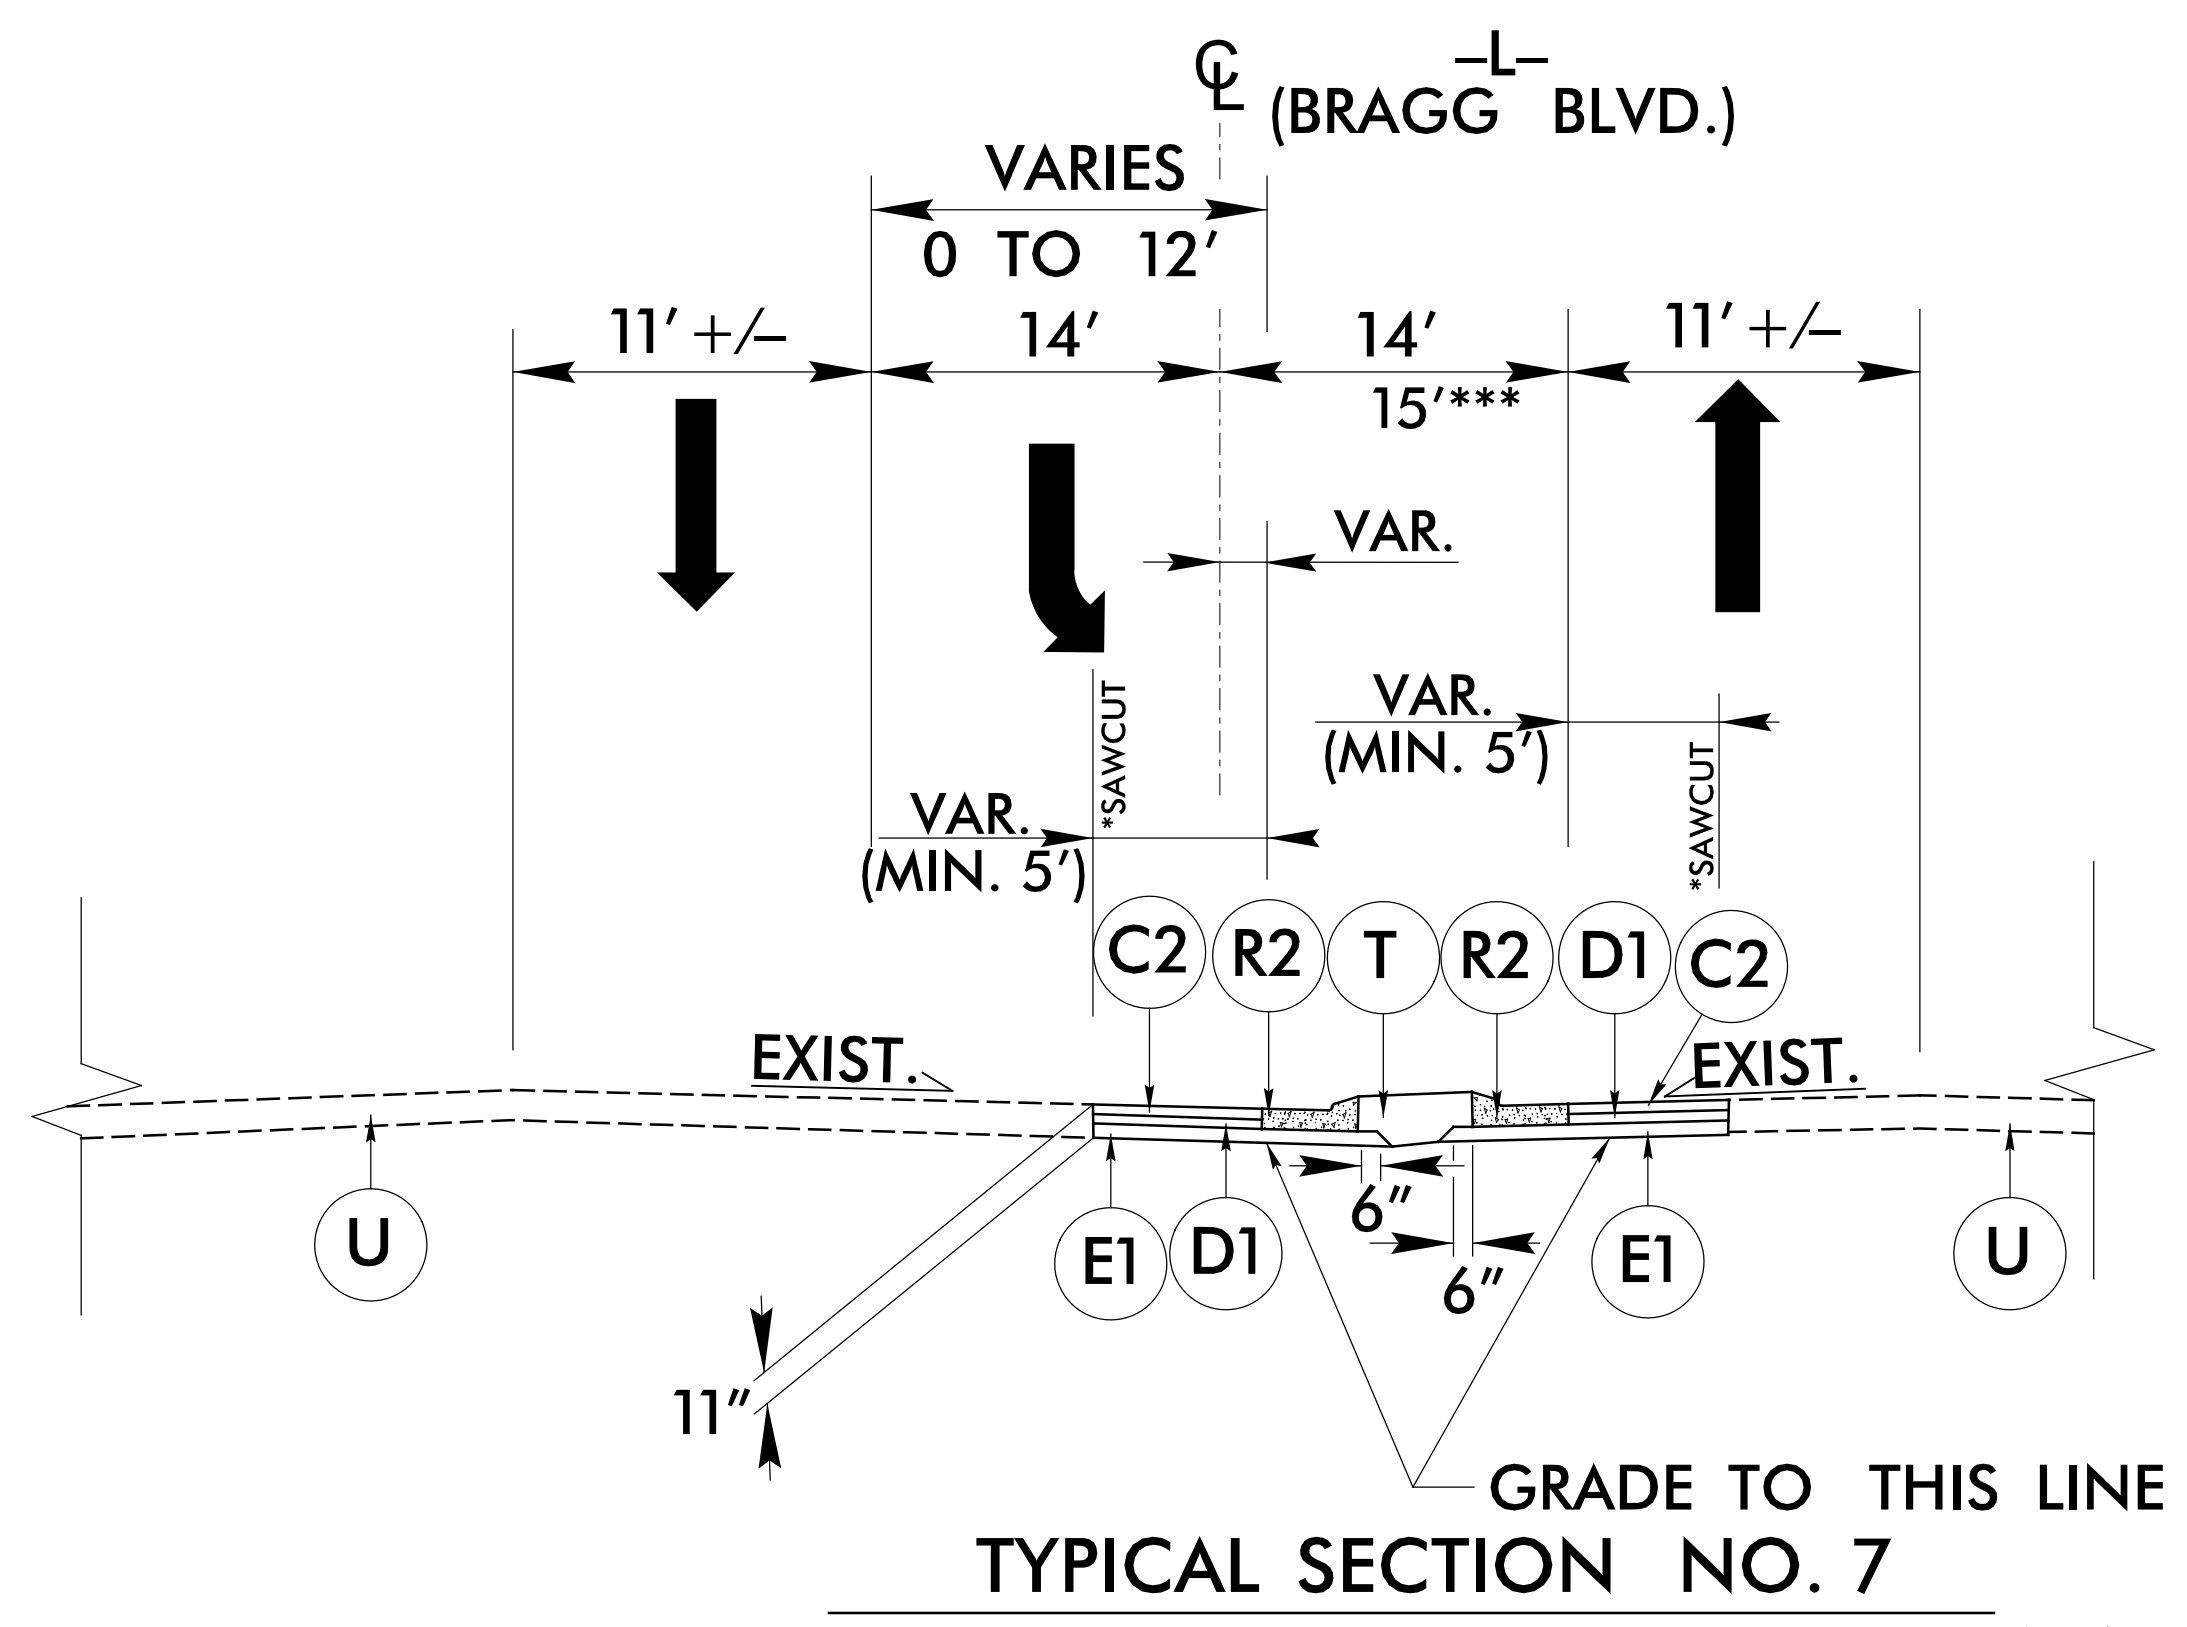 ℄
–L–
(BRAGG BLVD.)
VARIES
0 TO 12'
11' +/–
14'
14'
11' +/–
15'***
VAR.
VAR.
(MIN. 5')
*SAWCUT
*SAWCUT
VAR.
(MIN. 5')
C2
R2
T
R2
D1
C2
EXIST.
EXIST.
6"
6"
U
E1
D1
E1
U
11"
GRADE TO THIS LINE
TYPICAL SECTION NO. 7